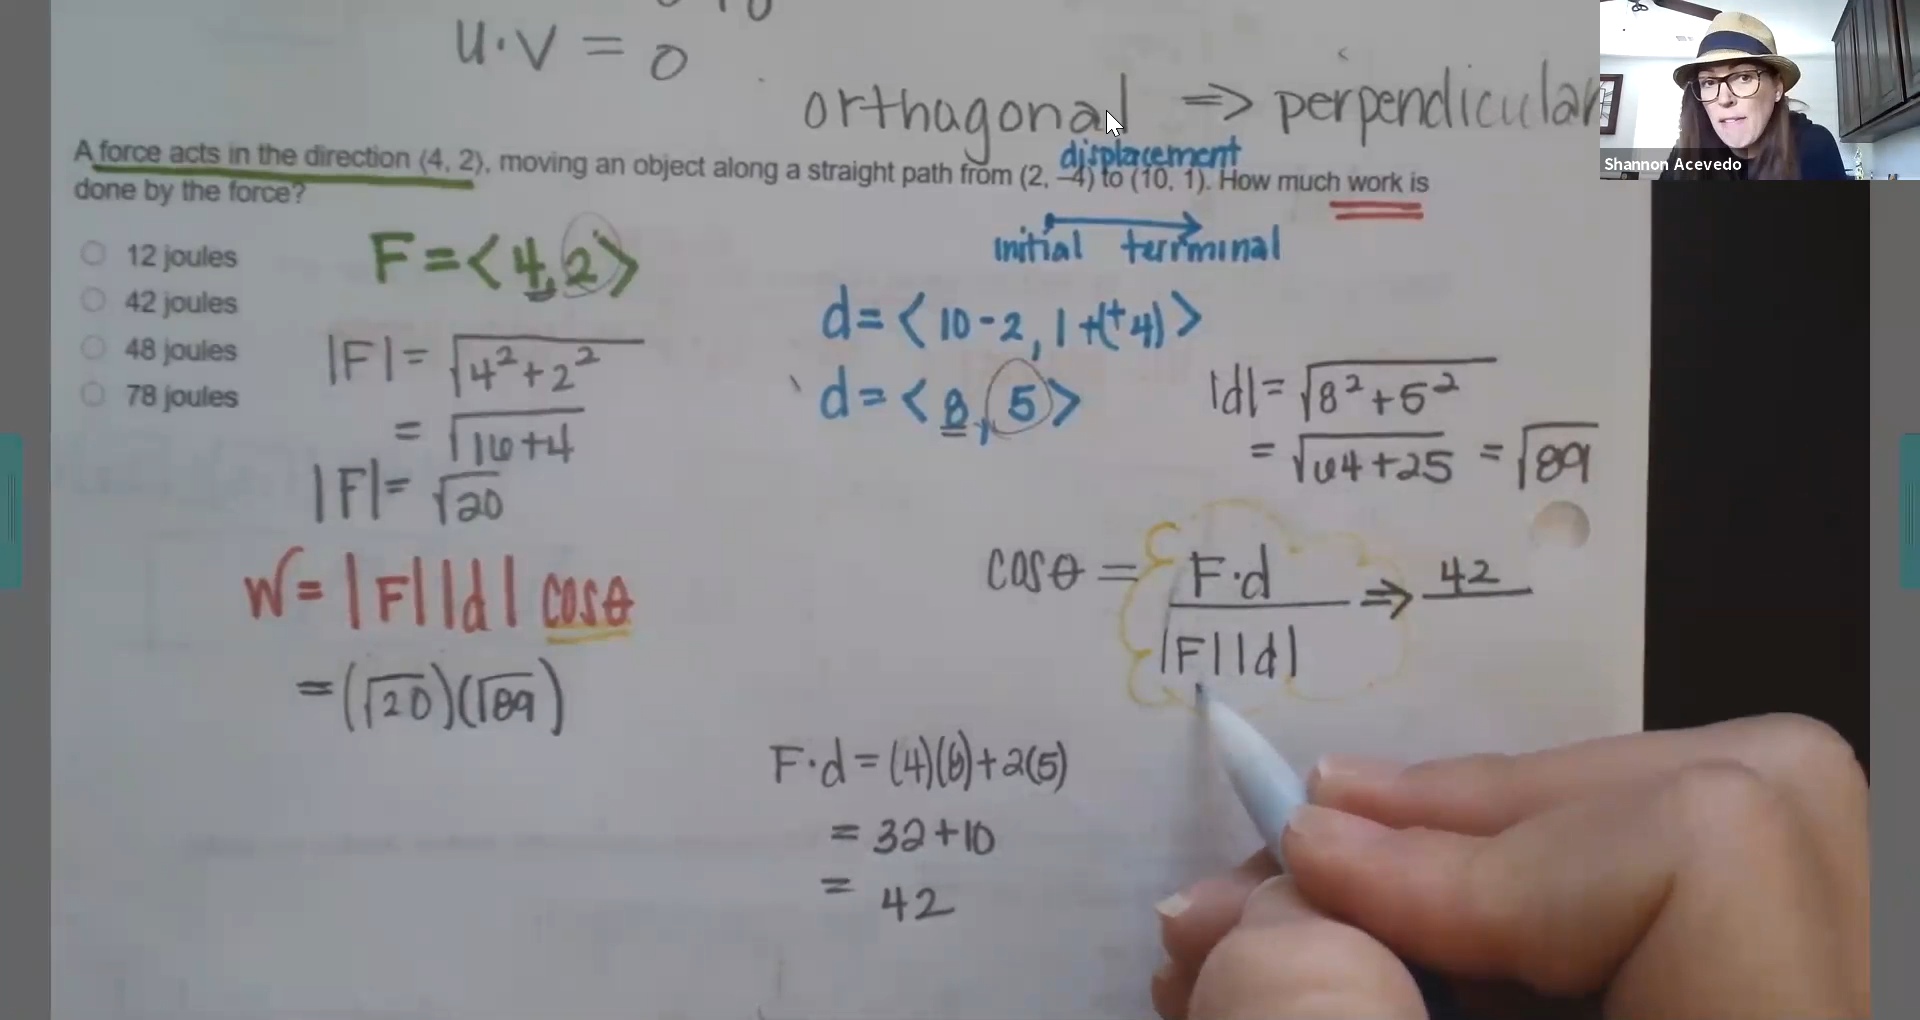 u·v = 0
orthagonal => perpendicular
Shannon Acevedo
displacement
A force acts in the direction (4, 2), moving an object along a straight path from (2, –4) to (10, 1). How much work is
done by the force?
12 joules
42 joules
48 joules
78 joules
F = <4, 2>
initial terminal
d = <10-2, 1+(+4)>
d = <8, 5>
|F| = √4²+2²
= √16+4
|F| = √20
|d| = √8²+5²
= √64+25 = √89
W = |F||d| cosθ
= (√20)(√89)
cosθ = F·d / |F||d| => 42
F·d = (4)(8)+2(5)
= 32+10
= 42